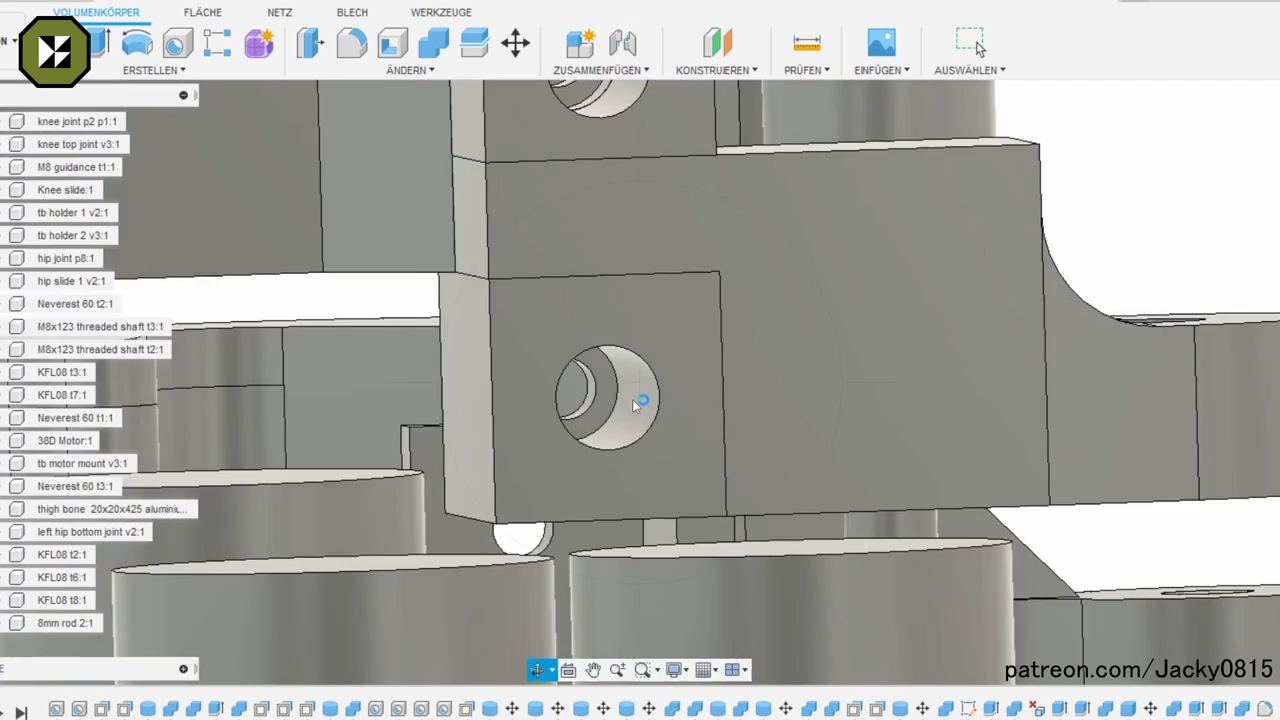 VOLUMENKÖRPER FLÄCHE NETZ BLECH WERKZEUGE
ERSTELLEN ÄNDERN ZUSAMMENFÜGEN KONSTRUIEREN PRÜFEN EINFÜGEN AUSWÄHLEN
knee joint p2 p1:1
knee top joint v3:1
M8 guidance t1:1
Knee slide:1
tb holder 1 v2:1
tb holder 2 v3:1
hip joint p8:1
hip slide 1 v2:1
Neverest 60 t2:1
M8x123 threaded shaft t3:1
M8x123 threaded shaft t2:1
KFL08 t3:1
KFL08 t7:1
Neverest 60 t1:1
38D Motor:1
tb motor mount v3:1
Neverest 60 t3:1
thigh bone 20x20x425 alumini...
left hip bottom joint v2:1
KFL08 t2:1
KFL08 t6:1
KFL08 t8:1
8mm rod 2:1
patreon.com/Jacky0815